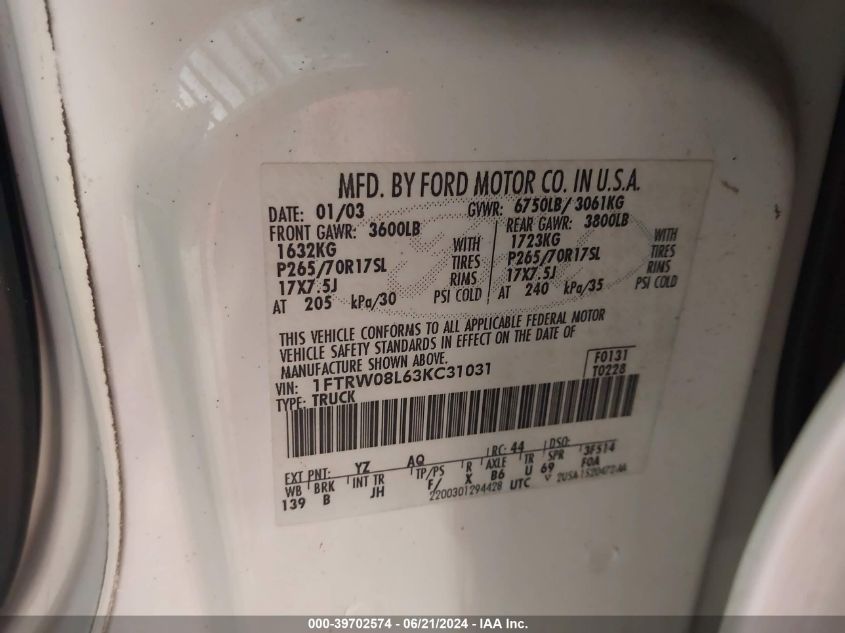 MFD. BY FORD MOTOR CO. IN U.S.A.
DATE: 01/03 GVWR: 6750LB/ 3061KG
FRONT GAWR: 3600LB REAR GAWR: 3800LB
1632KG WITH 1723KG WITH
P265/70R17SL TIRES P265/70R17SL TIRES
17X7.5J RIMS 17X7.5J RIMS
AT 205 kPa/30 PSI COLD AT 240 kPa/35 PSI COLD
THIS VEHICLE CONFORMS TO ALL APPLICABLE FEDERAL MOTOR
VEHICLE SAFETY STANDARDS IN EFFECT ON THE DATE OF
MANUFACTURE SHOWN ABOVE.
F0131
VIN: 1FTRW08L63KC31031 T0228
TYPE: TRUCK
EXT PNT: YZ AQ RC: 44 DSO:
WB BRK INT TR TP/PS R AXLE TR SPR 3F514
139 B JH F/ X B6 U 69 F0A
2200301294428 UTC
000-39702574 / 06/21/2024 - IAA Inc.